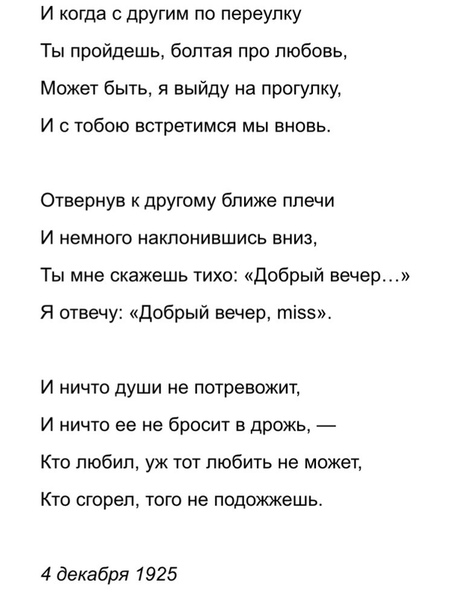 И когда с другим по переулку
Ты пройдешь, болтая про любовь,
Может быть, я выйду на прогулку,
И с тобою встретимся мы вновь.
Отвернув к другому ближе плечи
И немного наклонившись вниз,
Ты мне скажешь тихо: «Добрый вечер…»
Я отвечу: «Добрый вечер, miss».
И ничто души не потревожит,
И ничто ее не бросит в дрожь, —
Кто любил, уж тот любить не может,
Кто сгорел, того не подожжешь.
4 декабря 1925